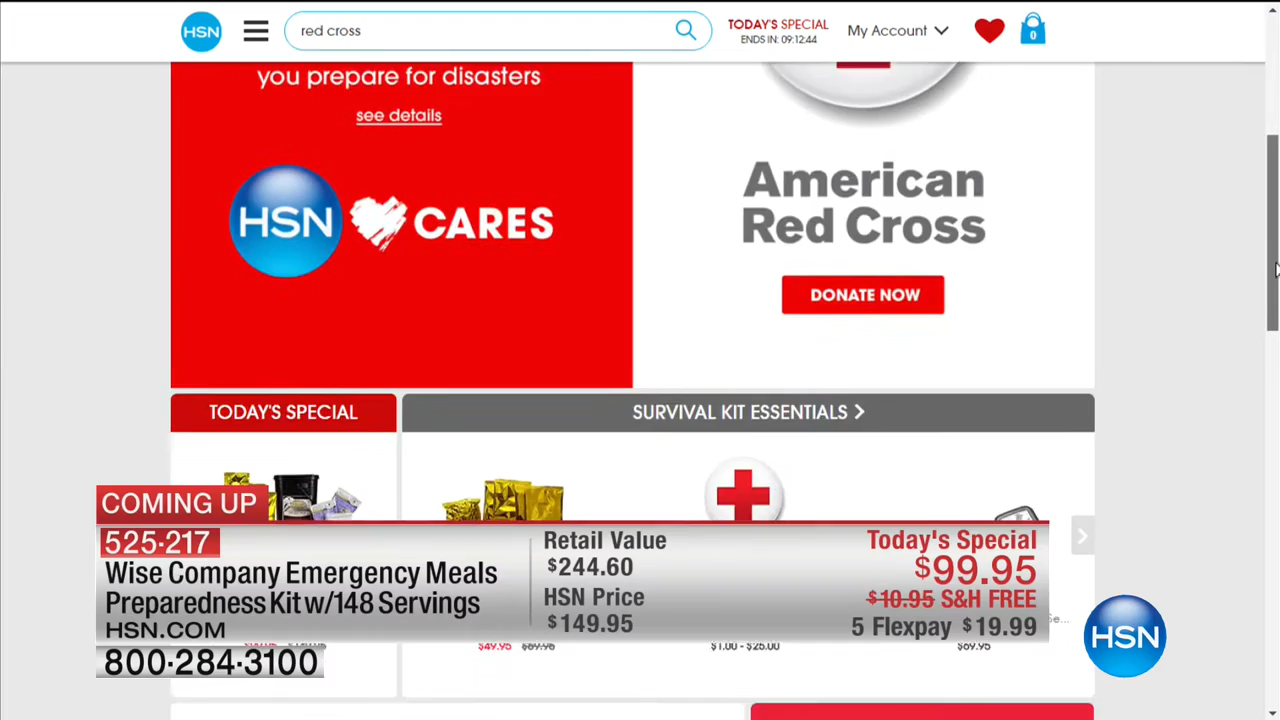 HSN
red cross
TODAY'S SPECIAL
ENDS IN: 09:12:44
My Account
0
you prepare for disasters
see details
HSN CARES
American
Red Cross
DONATE NOW
TODAY'S SPECIAL
SURVIVAL KIT ESSENTIALS
COMING UP
525-217
Wise Company Emergency Meals
Preparedness Kit w/148 Servings
HSN.COM
800-284-3100
Retail Value
$244.60
HSN Price
$149.95
Today's Special
$99.95
$10.95 S&H FREE
5 Flexpay $19.99
HSN
$49.95 $89.98
$1.00 - $25.00
$69.95